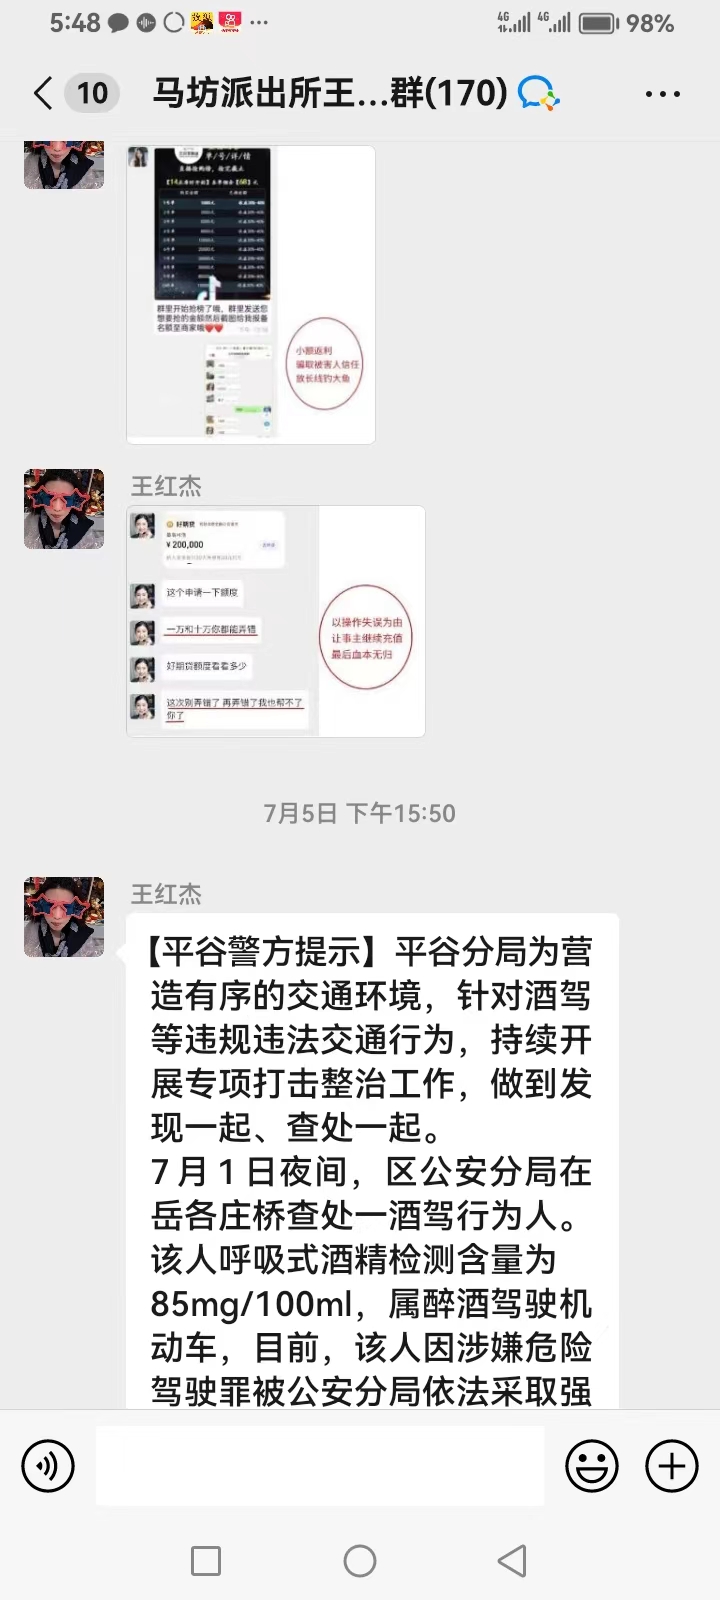 5:48
4G 4G 98%
10 马坊派出所王...群(170)
单/号/详/情
群里开始抢榜了哦，群里发送您
想要抢的金额然后截图给我报备
名额至商家哦
小额返利
骗取被害人信任
放长线钓大鱼
王红杰
好期贷
¥200,000
这个申请一下额度
一万和十万你都能弄错
好期贷额度看看多少
这次别弄错了 再弄错了我也帮不了
你了
以操作失误为由
让事主继续充值
最后血本无归
7月5日 下午15:50
王红杰
【平谷警方提示】平谷分局为营
造有序的交通环境，针对酒驾
等违规违法交通行为，持续开
展专项打击整治工作，做到发
现一起、查处一起。
7月1日夜间，区公安分局在
岳各庄桥查处一酒驾行为人。
该人呼吸式酒精检测含量为
85mg/100ml，属醉酒驾驶机
动车，目前，该人因涉嫌危险
驾驶罪被公安分局依法采取强